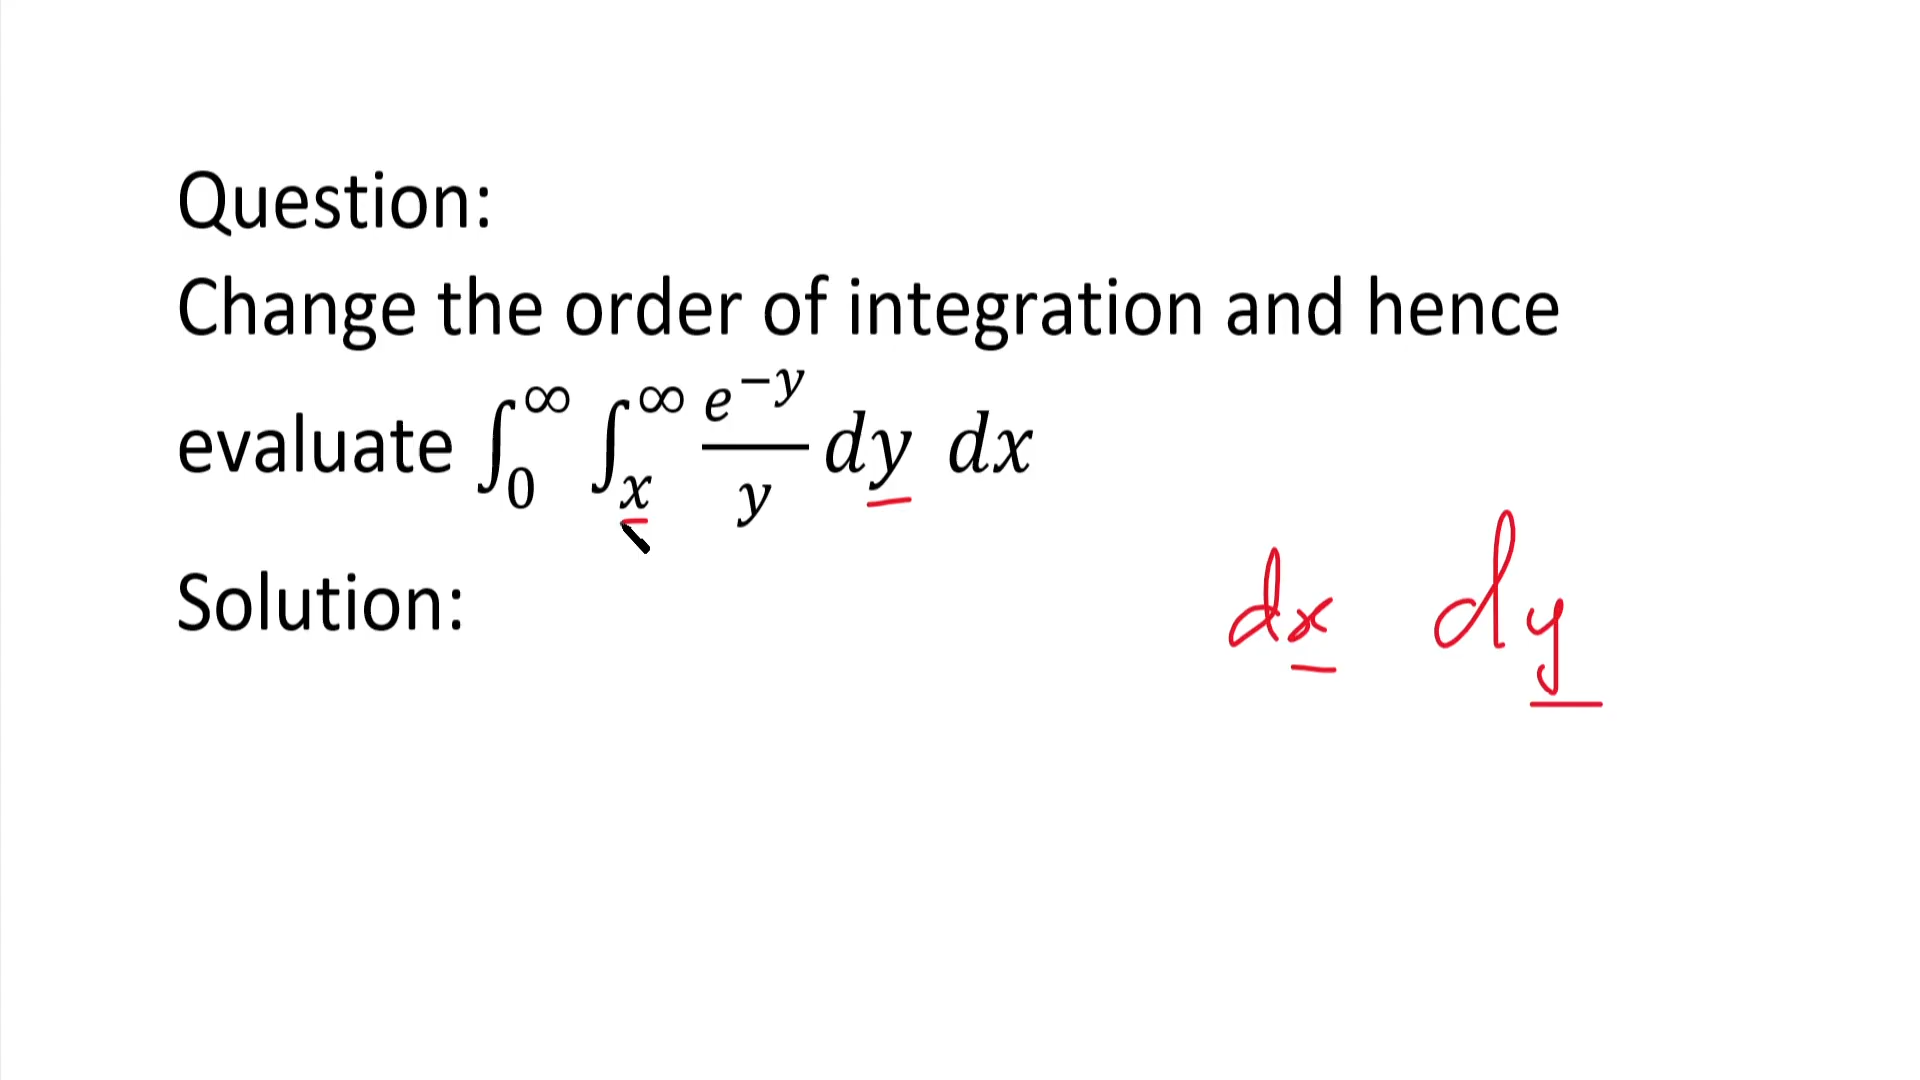 Question:
Change the order of integration and hence
evaluate ∫₀^∞ ∫ₓ^∞ e^{−y}/y dy dx
Solution:
dx dy